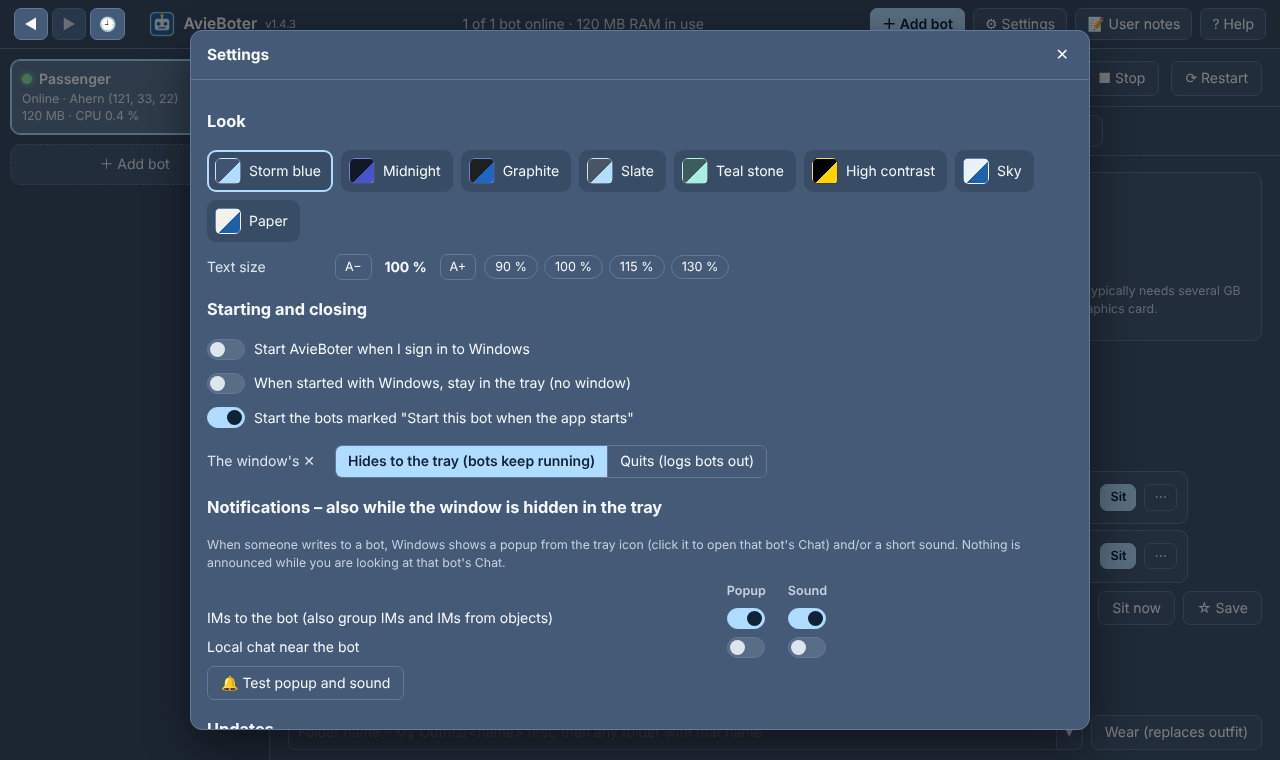 AvieBoter v1.4.3
1 of 1 bot online · 120 MB RAM in use
+ Add bot
⚙ Settings
User notes
? Help
Passenger
Online · Ahern (121, 33, 22)
120 MB · CPU 0.4 %
+ Add bot
Stop
⟳ Restart
Settings
✕
Look
Storm blue
Midnight
Graphite
Slate
Teal stone
High contrast
Sky
Paper
Text size
A−
100 %
A+
90 %
100 %
115 %
130 %
Starting and closing
Start AvieBoter when I sign in to Windows
When started with Windows, stay in the tray (no window)
Start the bots marked "Start this bot when the app starts"
The window's ✕
Hides to the tray (bots keep running)
Quits (logs bots out)
Notifications – also while the window is hidden in the tray
When someone writes to a bot, Windows shows a popup from the tray icon (click it to open that bot's Chat) and/or a short sound. Nothing is
announced while you are looking at that bot's Chat.
Popup
Sound
IMs to the bot (also group IMs and IMs from objects)
Local chat near the bot
Test popup and sound
Updates
typically needs several GB
graphics card.
Sit
···
Sit
···
Sit now
☆ Save
Wear (replaces outfit)